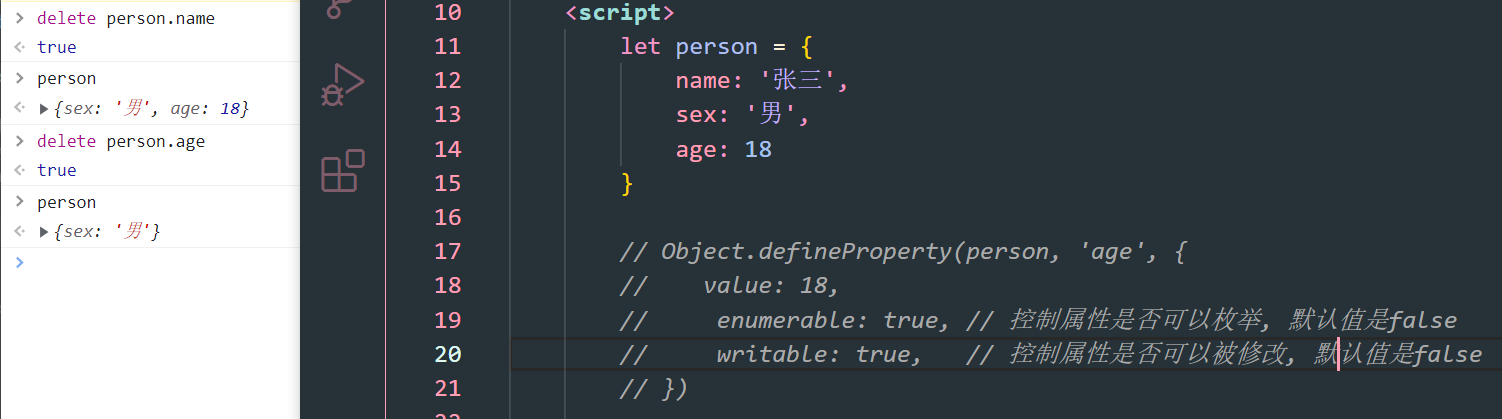 > delete person.name
<· true
> person
<· ▶{sex: '男', age: 18}
> delete person.age
<· true
> person
<· ▶{sex: '男'}
>
10 <script>
11 let person = {
12 name: '张三',
13 sex: '男',
14 age: 18
15 }
16
17 // Object.defineProperty(person, 'age', {
18 // value: 18,
19 // enumerable: true, // 控制属性是否可以枚举, 默认值是false
20 // writable: true, // 控制属性是否可以被修改, 默认值是false
21 // })